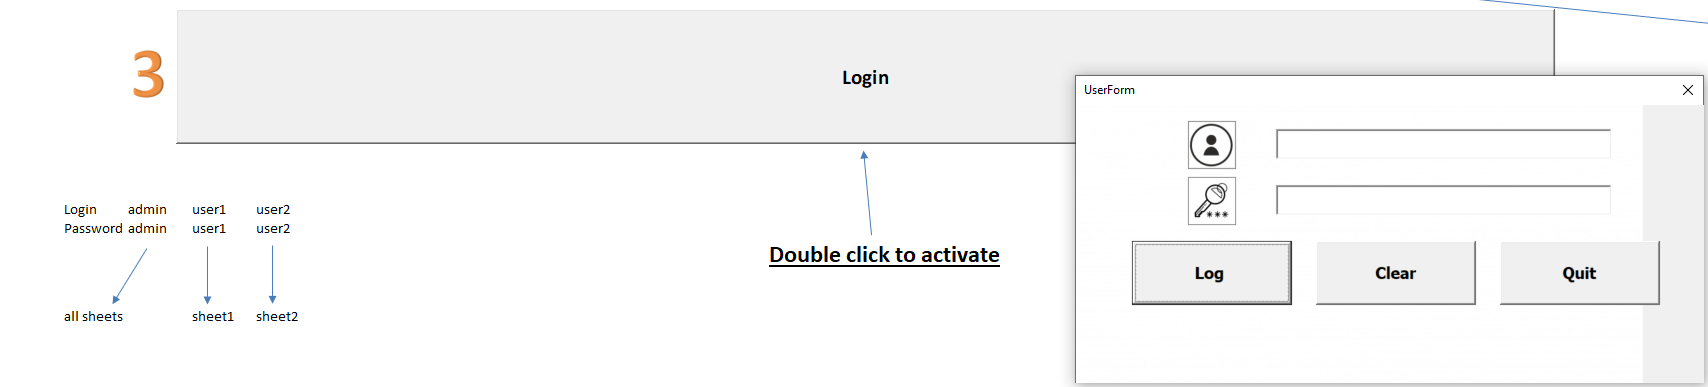 3
Login
UserForm
Login admin user1 user2
Password admin user1 user2
Double click to activate
***
Log Clear Quit
all sheets sheet1 sheet2